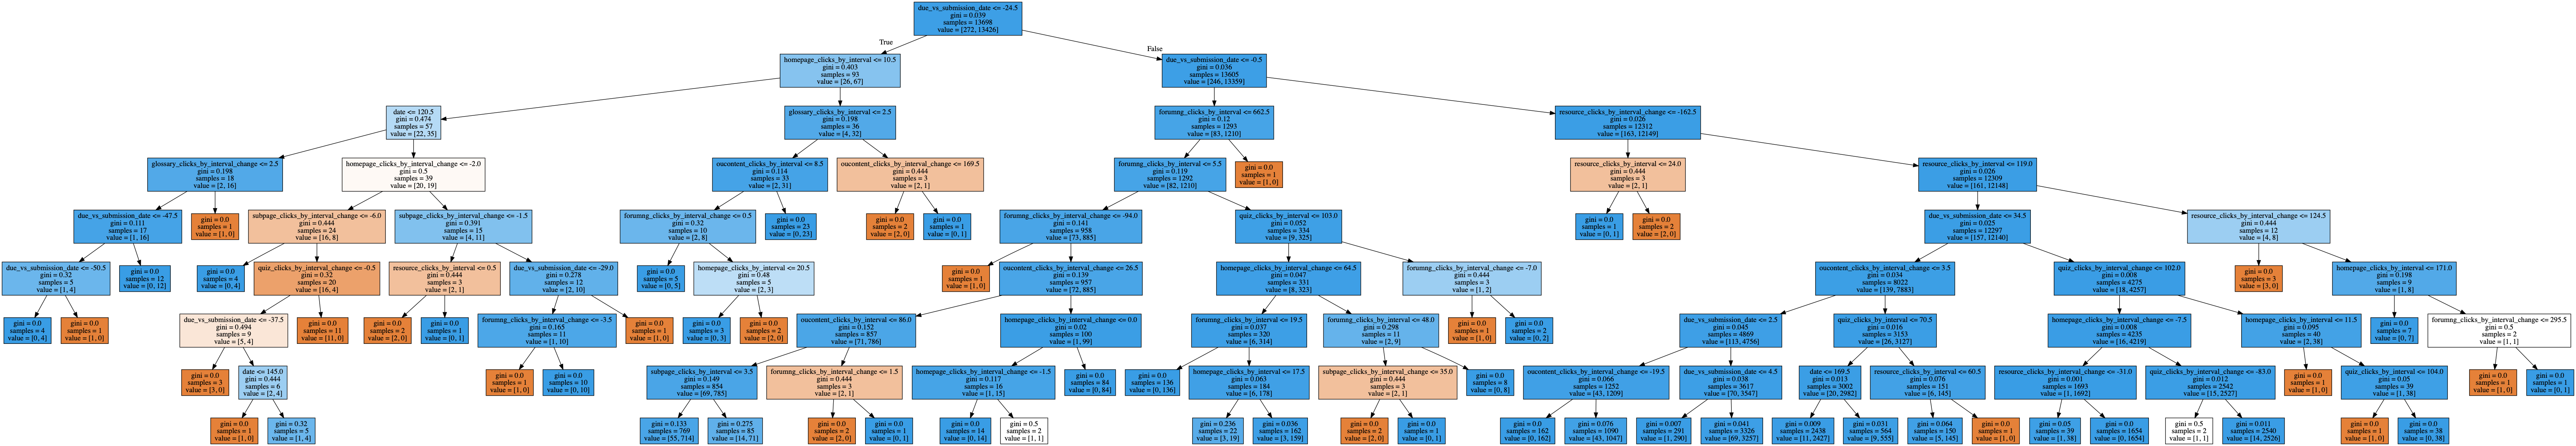 due_vs_submission_date <= -24.5
gini = 0.039
samples = 13698
value = [272, 13426]
True
False
homepage_clicks_by_interval <= 10.5
gini = 0.403
samples = 93
value = [26, 67]
due_vs_submission_date <= -0.5
gini = 0.036
samples = 13605
value = [246, 13359]
date <= 120.5
gini = 0.474
samples = 57
value = [22, 35]
glossary_clicks_by_interval <= 2.5
gini = 0.198
samples = 36
value = [4, 32]
forumng_clicks_by_interval <= 662.5
gini = 0.12
samples = 1293
value = [83, 1210]
resource_clicks_by_interval_change <= -162.5
gini = 0.026
samples = 12312
value = [163, 12149]
glossary_clicks_by_interval_change <= 2.5
gini = 0.198
samples = 18
value = [2, 16]
homepage_clicks_by_interval_change <= -2.0
gini = 0.5
samples = 39
value = [20, 19]
oucontent_clicks_by_interval <= 8.5
gini = 0.114
samples = 33
value = [2, 31]
oucontent_clicks_by_interval_change <= 169.5
gini = 0.444
samples = 3
value = [2, 1]
forumng_clicks_by_interval <= 5.5
gini = 0.119
samples = 1292
value = [82, 1210]
gini = 0.0
samples = 1
value = [1, 0]
resource_clicks_by_interval <= 24.0
gini = 0.444
samples = 3
value = [2, 1]
resource_clicks_by_interval <= 119.0
gini = 0.026
samples = 12309
value = [161, 12148]
due_vs_submission_date <= -47.5
gini = 0.111
samples = 17
value = [1, 16]
gini = 0.0
samples = 1
value = [1, 0]
subpage_clicks_by_interval_change <= -6.0
gini = 0.444
samples = 24
value = [16, 8]
subpage_clicks_by_interval_change <= -1.5
gini = 0.391
samples = 15
value = [4, 11]
forumng_clicks_by_interval <= 0.5
gini = 0.32
samples = 10
value = [2, 8]
gini = 0.0
samples = 23
value = [0, 23]
gini = 0.0
samples = 2
value = [2, 0]
gini = 0.0
samples = 1
value = [0, 1]
forumng_clicks_by_interval_change <= -94.0
gini = 0.141
samples = 958
value = [73, 885]
quiz_clicks_by_interval <= 103.0
gini = 0.052
samples = 334
value = [9, 325]
gini = 0.0
samples = 1
value = [0, 1]
gini = 0.0
samples = 2
value = [2, 0]
due_vs_submission_date <= 34.5
gini = 0.025
samples = 12297
value = [157, 12140]
resource_clicks_by_interval_change <= 124.5
gini = 0.444
samples = 12
value = [4, 8]
due_vs_submission_date <= -50.5
gini = 0.32
samples = 5
value = [1, 4]
gini = 0.0
samples = 12
value = [0, 12]
gini = 0.0
samples = 4
value = [0, 4]
quiz_clicks_by_interval_change <= -0.5
gini = 0.32
samples = 20
value = [16, 4]
resource_clicks_by_interval <= 0.5
gini = 0.444
samples = 3
value = [2, 1]
due_vs_submission_date <= -29.0
gini = 0.278
samples = 12
value = [2, 10]
gini = 0.0
samples = 5
value = [0, 5]
homepage_clicks_by_interval <= 20.5
gini = 0.48
samples = 5
value = [2, 3]
gini = 0.0
samples = 1
value = [1, 0]
oucontent_clicks_by_interval_change <= 26.5
gini = 0.139
samples = 957
value = [72, 885]
homepage_clicks_by_interval <= 64.5
gini = 0.047
samples = 331
value = [8, 323]
forumng_clicks_by_interval_change <= -7.0
gini = 0.444
samples = 3
value = [1, 2]
oucontent_clicks_by_interval_change <= 3.5
gini = 0.034
samples = 8022
value = [139, 7883]
quiz_clicks_by_interval_change <= 102.0
gini = 0.008
samples = 4275
value = [18, 4257]
gini = 0.0
samples = 3
value = [3, 0]
homepage_clicks_by_interval <= 171.0
gini = 0.198
samples = 9
value = [1, 8]
gini = 0.0
samples = 4
value = [0, 4]
gini = 0.0
samples = 1
value = [1, 0]
due_vs_submission_date <= -37.5
gini = 0.494
samples = 9
value = [5, 4]
gini = 0.0
samples = 11
value = [11, 0]
gini = 0.0
samples = 2
value = [2, 0]
gini = 0.0
samples = 1
value = [0, 1]
forumng_clicks_by_interval_change <= -3.5
gini = 0.165
samples = 11
value = [1, 10]
gini = 0.0
samples = 1
value = [1, 0]
gini = 0.0
samples = 3
value = [0, 3]
gini = 0.0
samples = 2
value = [2, 0]
oucontent_clicks_by_interval <= 86.0
gini = 0.152
samples = 857
value = [71, 786]
homepage_clicks_by_interval_change <= 0.0
gini = 0.02
samples = 100
value = [1, 99]
forumng_clicks_by_interval <= 19.5
gini = 0.037
samples = 320
value = [6, 314]
forumng_clicks_by_interval <= 48.0
gini = 0.298
samples = 11
value = [2, 9]
gini = 0.0
samples = 1
value = [1, 0]
gini = 0.0
samples = 2
value = [0, 2]
due_vs_submission_date <= 2.5
gini = 0.045
samples = 4869
value = [113, 4756]
quiz_clicks_by_interval <= 70.5
gini = 0.016
samples = 3153
value = [26, 3127]
homepage_clicks_by_interval_change <= -7.5
gini = 0.008
samples = 4235
value = [16, 4219]
homepage_clicks_by_interval <= 11.5
gini = 0.095
samples = 40
value = [2, 38]
gini = 0.0
samples = 7
value = [0, 7]
forumng_clicks_by_interval_change <= 295.5
gini = 0.5
samples = 2
value = [1, 1]
gini = 0.0
samples = 3
value = [3, 0]
date <= 145.0
gini = 0.444
samples = 6
value = [2, 4]
gini = 0.0
samples = 1
value = [1, 0]
gini = 0.0
samples = 10
value = [0, 10]
subpage_clicks_by_interval <= 3.5
gini = 0.149
samples = 854
value = [69, 785]
forumng_clicks_by_interval_change <= 1.5
gini = 0.444
samples = 3
value = [2, 1]
homepage_clicks_by_interval_change <= -1.5
gini = 0.117
samples = 16
value = [1, 15]
gini = 0.0
samples = 84
value = [0, 84]
gini = 0.0
samples = 136
value = [0, 136]
homepage_clicks_by_interval <= 17.5
gini = 0.063
samples = 184
value = [6, 178]
subpage_clicks_by_interval_change <= 35.0
gini = 0.444
samples = 3
value = [2, 1]
gini = 0.0
samples = 8
value = [0, 8]
oucontent_clicks_by_interval_change <= -19.5
gini = 0.066
samples = 1252
value = [43, 1209]
due_vs_submission_date <= 4.5
gini = 0.038
samples = 3617
value = [70, 3547]
date <= 169.5
gini = 0.013
samples = 3002
value = [20, 2982]
resource_clicks_by_interval <= 60.5
gini = 0.076
samples = 151
value = [6, 145]
resource_clicks_by_interval_change <= -31.0
gini = 0.001
samples = 1693
value = [1, 1692]
quiz_clicks_by_interval_change <= -83.0
gini = 0.012
samples = 2542
value = [15, 2527]
gini = 0.0
samples = 1
value = [1, 0]
quiz_clicks_by_interval <= 104.0
gini = 0.05
samples = 39
value = [1, 38]
gini = 0.0
samples = 1
value = [1, 0]
gini = 0.0
samples = 1
value = [0, 1]
gini = 0.0
samples = 1
value = [1, 0]
gini = 0.32
samples = 5
value = [1, 4]
gini = 0.133
samples = 769
value = [55, 714]
gini = 0.275
samples = 85
value = [14, 71]
gini = 0.0
samples = 2
value = [2, 0]
gini = 0.0
samples = 1
value = [0, 1]
gini = 0.0
samples = 14
value = [0, 14]
gini = 0.5
samples = 2
value = [1, 1]
gini = 0.236
samples = 22
value = [3, 19]
gini = 0.036
samples = 162
value = [3, 159]
gini = 0.0
samples = 2
value = [2, 0]
gini = 0.0
samples = 1
value = [0, 1]
gini = 0.0
samples = 162
value = [0, 162]
gini = 0.076
samples = 1090
value = [43, 1047]
gini = 0.007
samples = 291
value = [1, 290]
gini = 0.041
samples = 3326
value = [69, 3257]
gini = 0.009
samples = 2438
value = [11, 2427]
gini = 0.031
samples = 564
value = [9, 555]
gini = 0.064
samples = 150
value = [5, 145]
gini = 0.0
samples = 1
value = [1, 0]
gini = 0.05
samples = 39
value = [1, 38]
gini = 0.0
samples = 1654
value = [0, 1654]
gini = 0.5
samples = 2
value = [1, 1]
gini = 0.011
samples = 2540
value = [14, 2526]
gini = 0.0
samples = 1
value = [1, 0]
gini = 0.0
samples = 38
value = [0, 38]